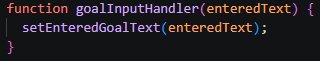 function goalInputHandler(enteredText) {
  setEnteredGoalText(enteredText);
}